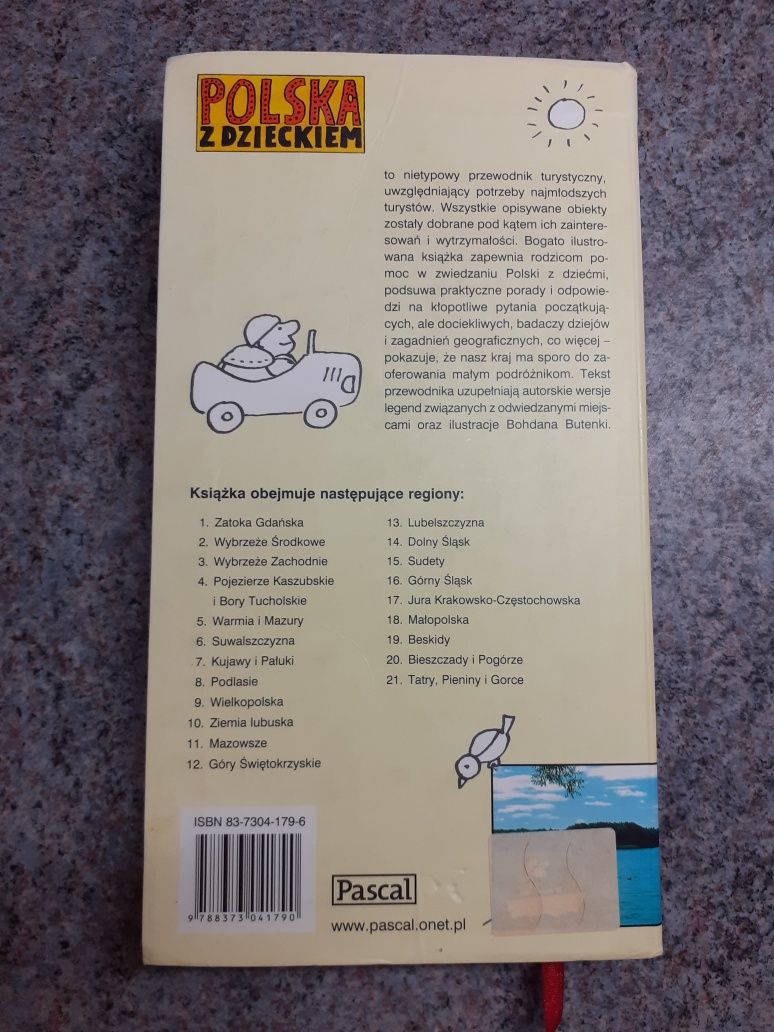 POLSKA
Z DZIECKIEM
to nietypowy przewodnik turystyczny,
uwzględniający potrzeby najmłodszych
turystów. Wszystkie opisywane obiekty
zostały dobrane pod kątem ich zaintere-
sowań i wytrzymałości. Bogato ilustro-
wana książka zapewnia rodzicom po-
moc w zwiedzaniu Polski z dziećmi,
podsuwa praktyczne porady i odpowie-
dzi na kłopotliwe pytania początkują-
cych, ale dociekliwych, badaczy dziejów
i zagadnień geograficznych, co więcej –
pokazuje, że nasz kraj ma sporo do za-
oferowania małym podróżnikom. Tekst
przewodnika uzupełniają autorskie wersje
legend związanych z odwiedzanymi miejs-
cami oraz ilustracje Bohdana Butenki.
Książka obejmuje następujące regiony:
1. Zatoka Gdańska
2. Wybrzeże Środkowe
3. Wybrzeże Zachodnie
4. Pojezierze Kaszubskie
i Bory Tucholskie
5. Warmia i Mazury
6. Suwalszczyzna
7. Kujawy i Pałuki
8. Podlasie
9. Wielkopolska
10. Ziemia lubuska
11. Mazowsze
12. Góry Świętokrzyskie
13. Lubelszczyzna
14. Dolny Śląsk
15. Sudety
16. Górny Śląsk
17. Jura Krakowsko-Częstochowska
18. Małopolska
19. Beskidy
20. Bieszczady i Pogórze
21. Tatry, Pieniny i Gorce
ISBN 83-7304-179-6
9 788373 041790
Pascal
www.pascal.onet.pl